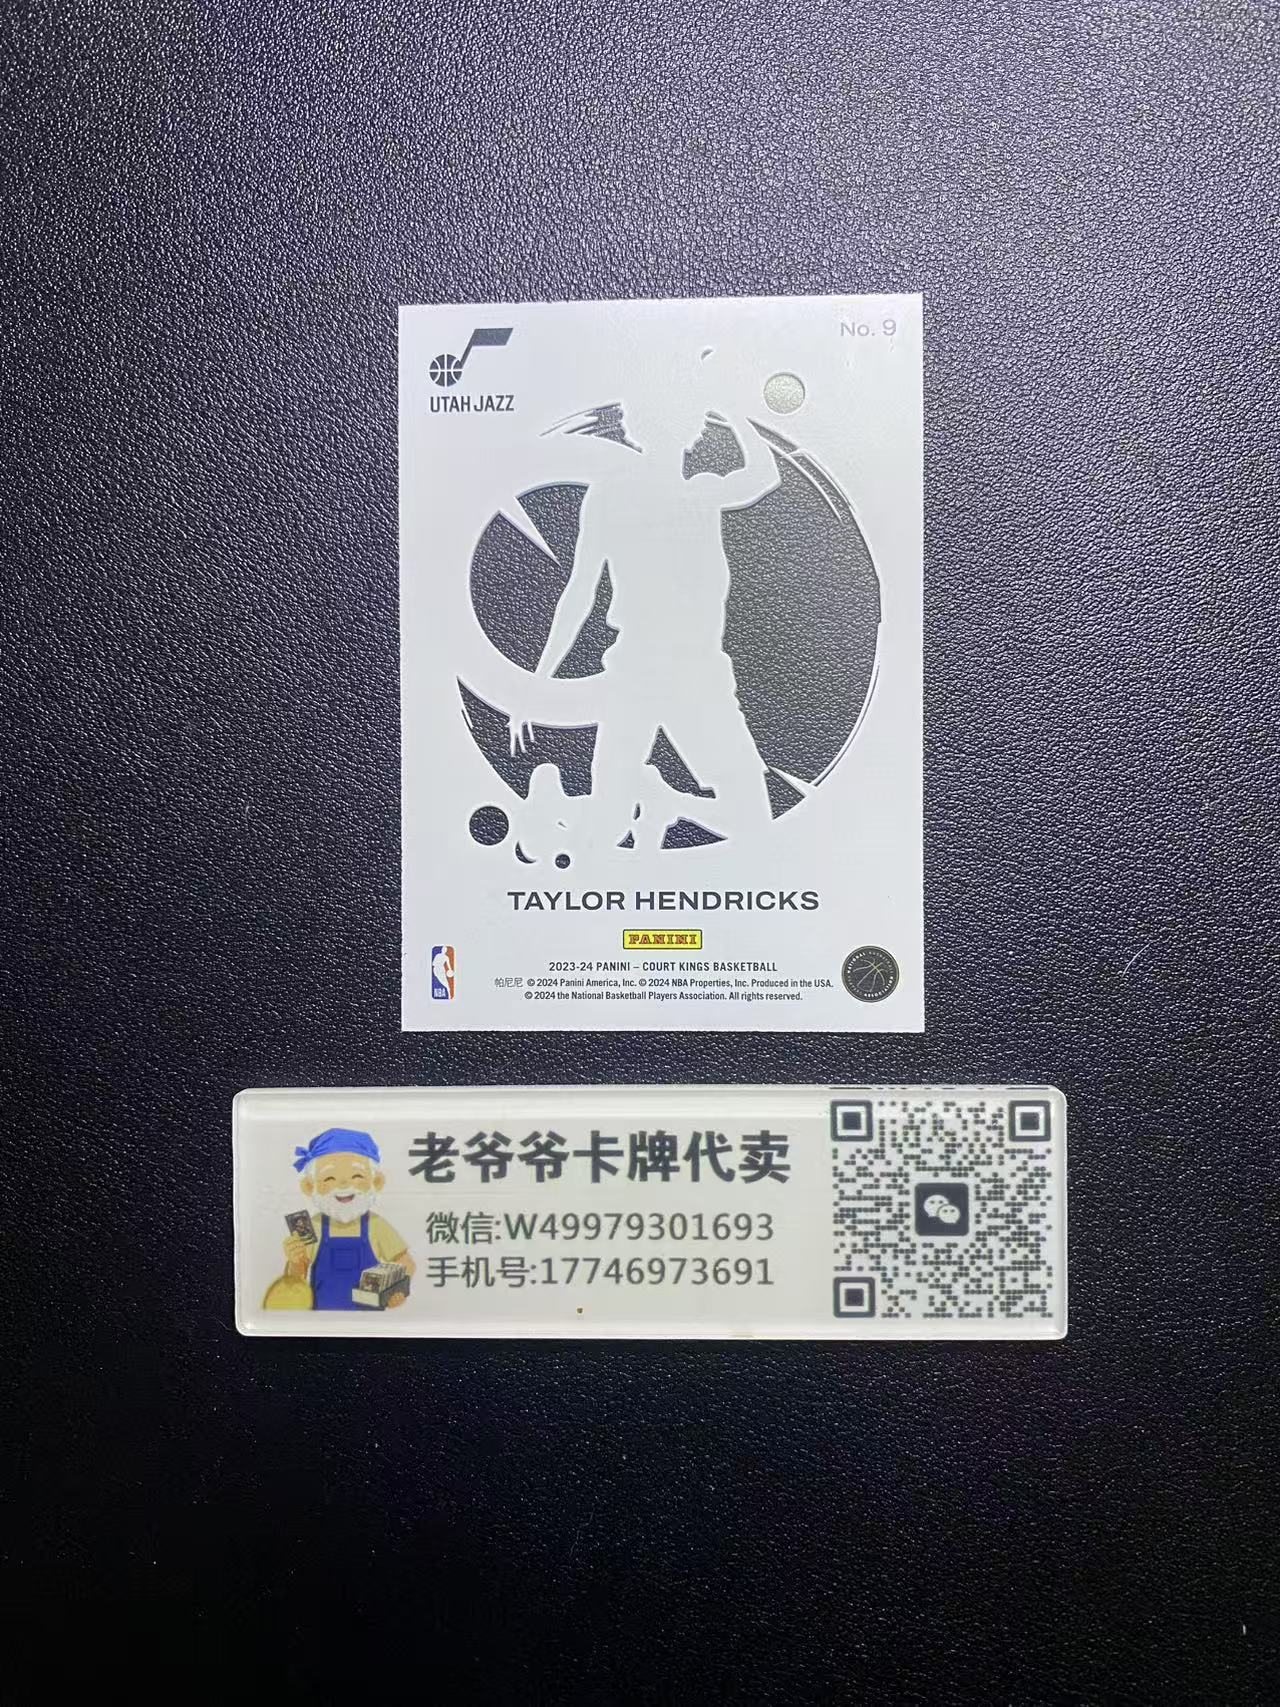 No. 9
UTAH JAZZ
TAYLOR HENDRICKS
PANINI
2023-24 PANINI – COURT KINGS BASKETBALL
帕尼尼 © 2024 Panini America, Inc. © 2024 NBA Properties, Inc. Produced in the USA.
© 2024 the National Basketball Players Association. All rights reserved.
NBA
老爷爷卡牌代卖
微信:W49979301693
手机号:17746973691